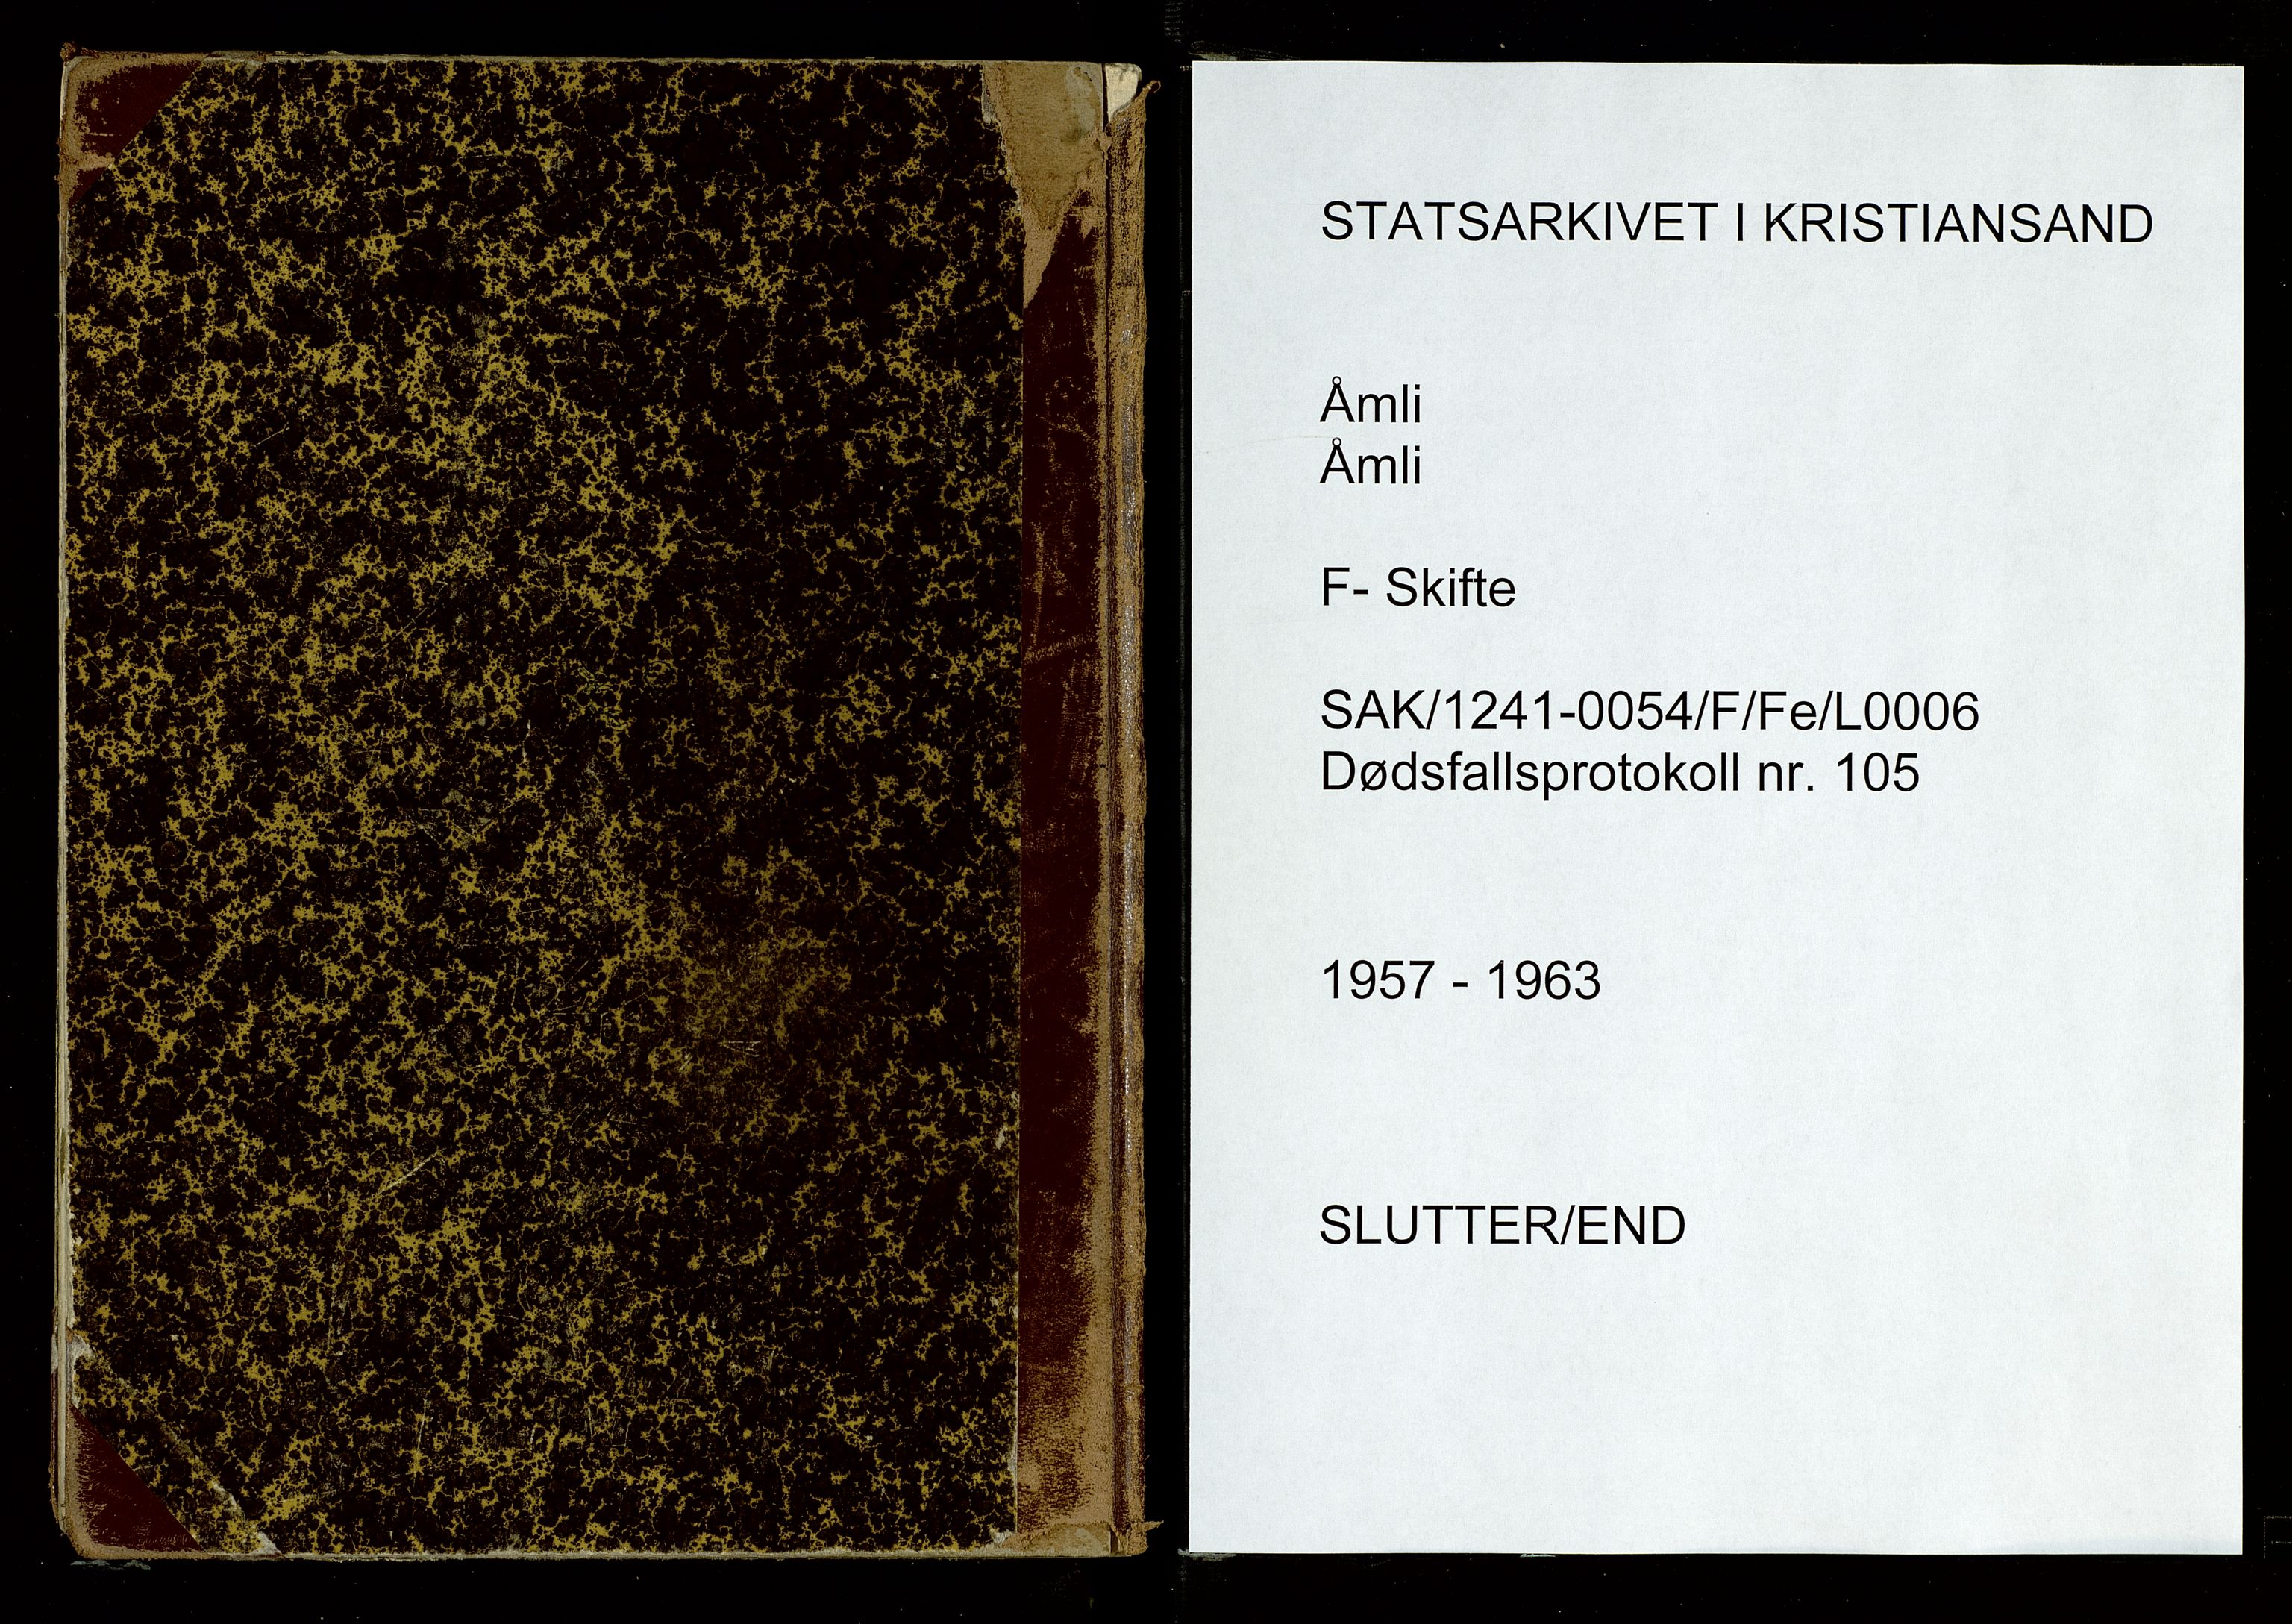 STATSARKIVET I KRISTIANSAND
Åmli
Åmli
F- Skifte
SAK/1241-0054/F/Fe/L0006
Dødsfallsprotokoll nr. 105
1957 - 1963
SLUTTER/END